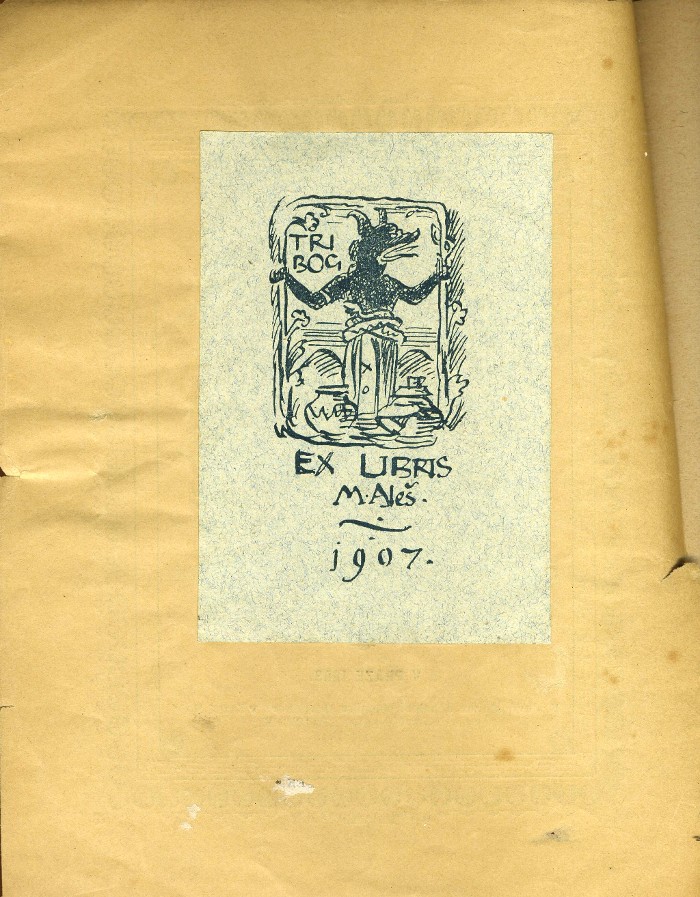 TRI
BOG
EX LIBRIS
M. Aleš.
1907.